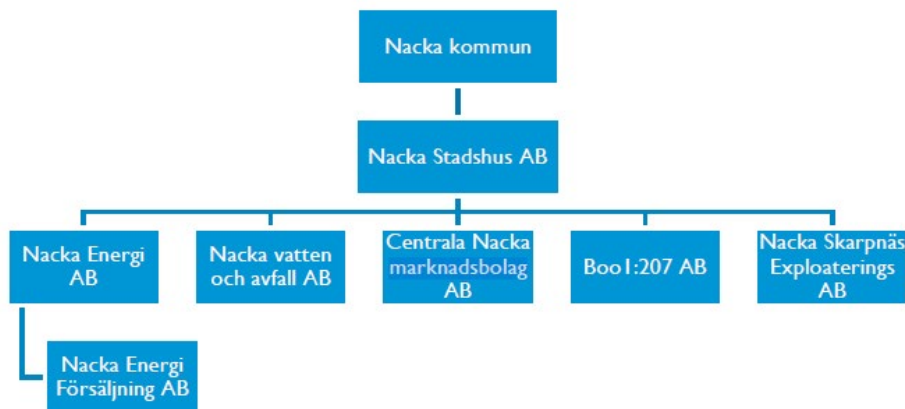 Nacka kommun
Nacka Stadshus AB
Nacka Energi
AB
Nacka vatten
och avfall AB
Centrala Nacka
marknadsbolag
AB
Boo1:207 AB
Nacka Skarpnäs
Exploaterings
AB
Nacka Energi
Försäljning AB